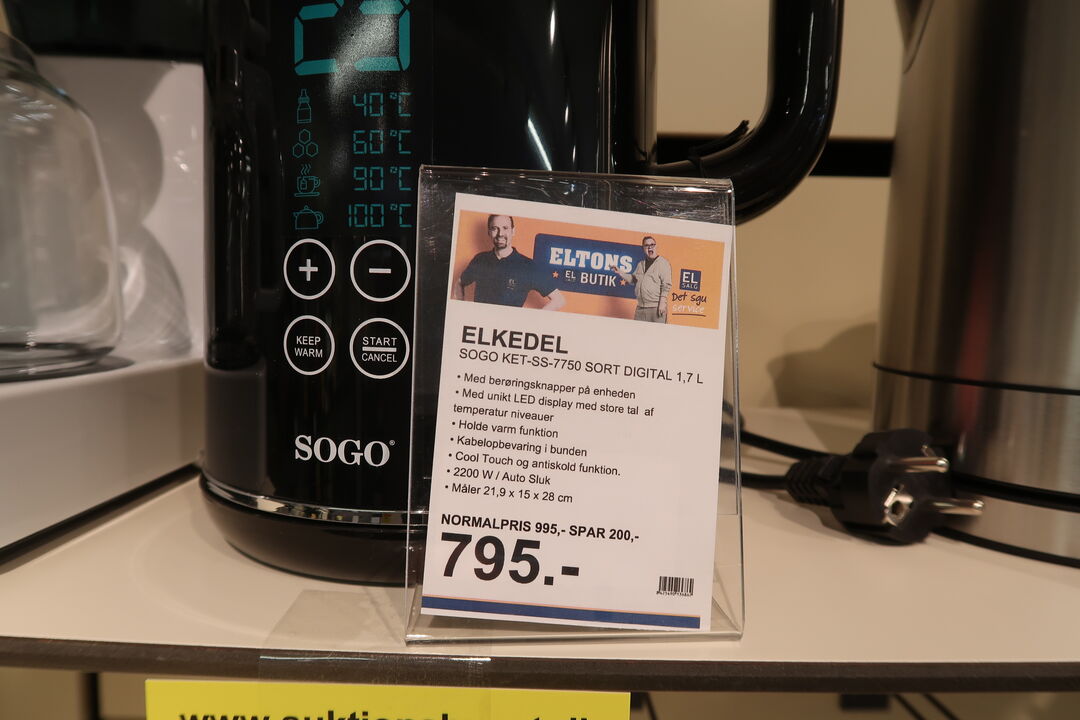 40°C
60°C
90°C
100°C
+ -
KEEP WARM
START CANCEL
SOGO®
ELTONS
EL BUTIK
EL SALG
Det sgu service
ELKEDEL
SOGO KET-SS-7750 SORT DIGITAL 1,7 L
• Med berøringsknapper på enheden
• Med unikt LED display med store tal af
temperatur niveauer
• Holde varm funktion
• Kabelopbevaring i bunden
• Cool Touch og antiskold funktion.
• 2200 W / Auto Sluk
• Måler 21,9 x 15 x 28 cm
NORMALPRIS 995,- SPAR 200,-
795.-